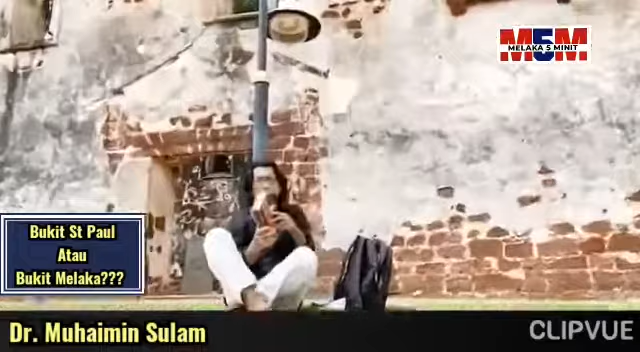 M5M
MELAKA 5 MINIT
Bukit St Paul
Atau
Bukit Melaka???
Dr. Muhaimin Sulam
CLIPVUE